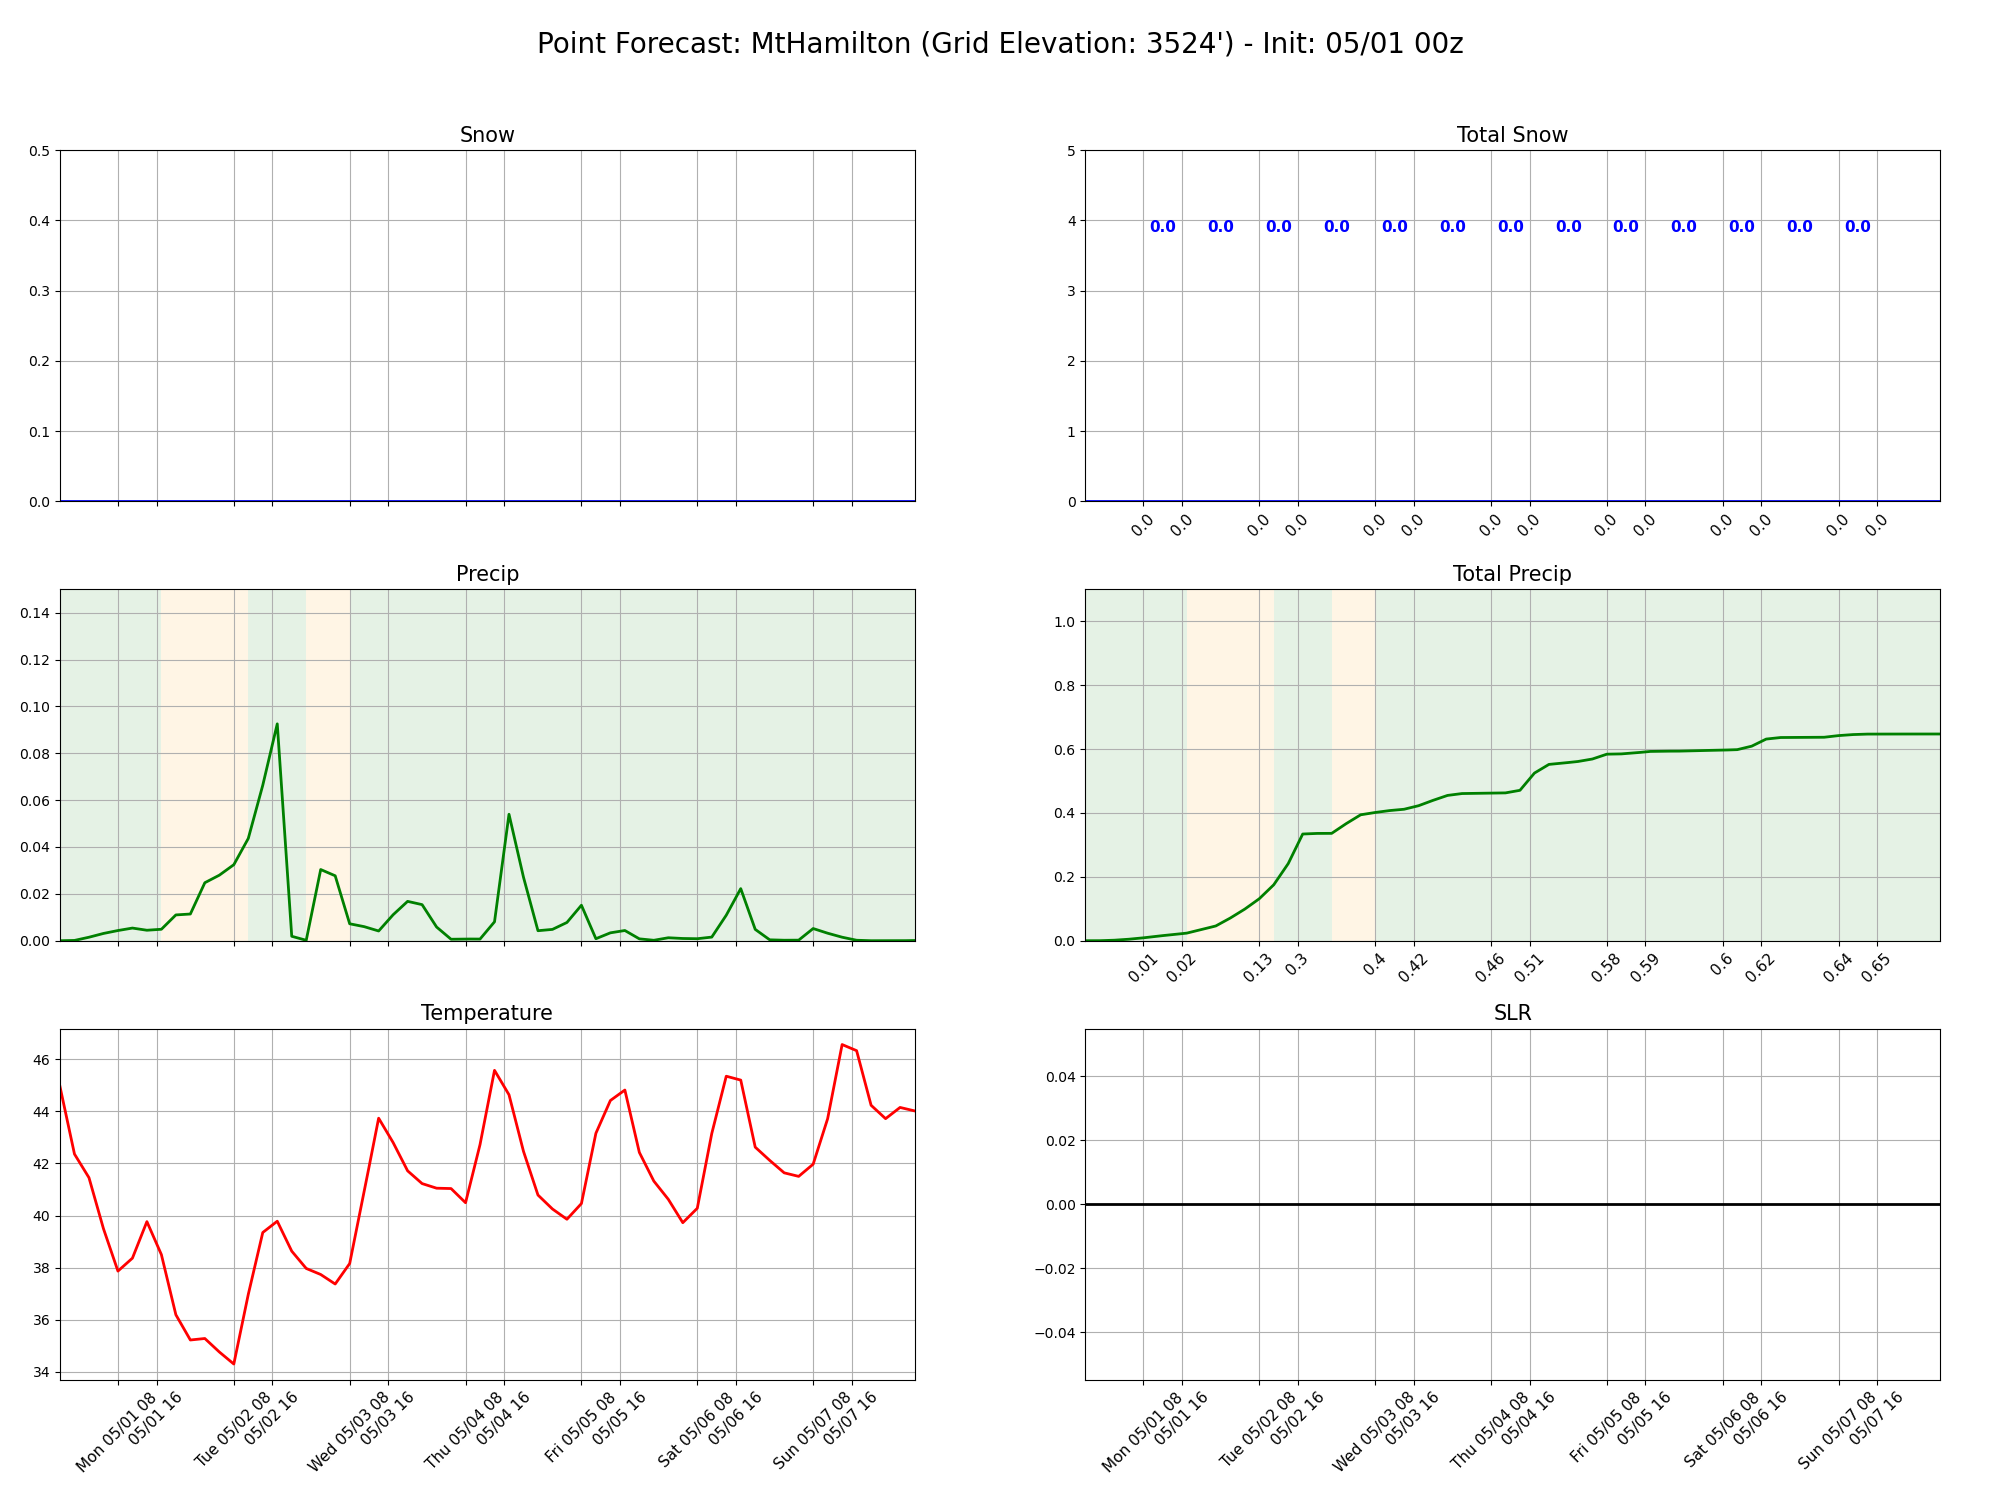 Point Forecast: MtHamilton (Grid Elevation: 3524') - Init: 05/01 00z
Snow
0.5
0.4
0.3
0.2
0.1
0.0
Total Snow
5
4
3
2
1
0
0.0 0.0 0.0 0.0 0.0 0.0 0.0 0.0 0.0 0.0 0.0 0.0 0.0
0.0 0.0 0.0 0.0 0.0 0.0 0.0 0.0 0.0 0.0 0.0 0.0 0.0 0.0
Precip
0.14
0.12
0.10
0.08
0.06
0.04
0.02
0.00
Total Precip
1.0
0.8
0.6
0.4
0.2
0.0
0.01 0.02 0.13 0.3 0.4 0.42 0.46 0.51 0.58 0.59 0.6 0.62 0.64 0.65
Temperature
46
44
42
40
38
36
34
Mon 05/01 08
05/01 16
Tue 05/02 08
05/02 16
Wed 05/03 08
05/03 16
Thu 05/04 08
05/04 16
Fri 05/05 08
05/05 16
Sat 05/06 08
05/06 16
Sun 05/07 08
05/07 16
SLR
0.04
0.02
0.00
−0.02
−0.04
Mon 05/01 08
05/01 16
Tue 05/02 08
05/02 16
Wed 05/03 08
05/03 16
Thu 05/04 08
05/04 16
Fri 05/05 08
05/05 16
Sat 05/06 08
05/06 16
Sun 05/07 08
05/07 16